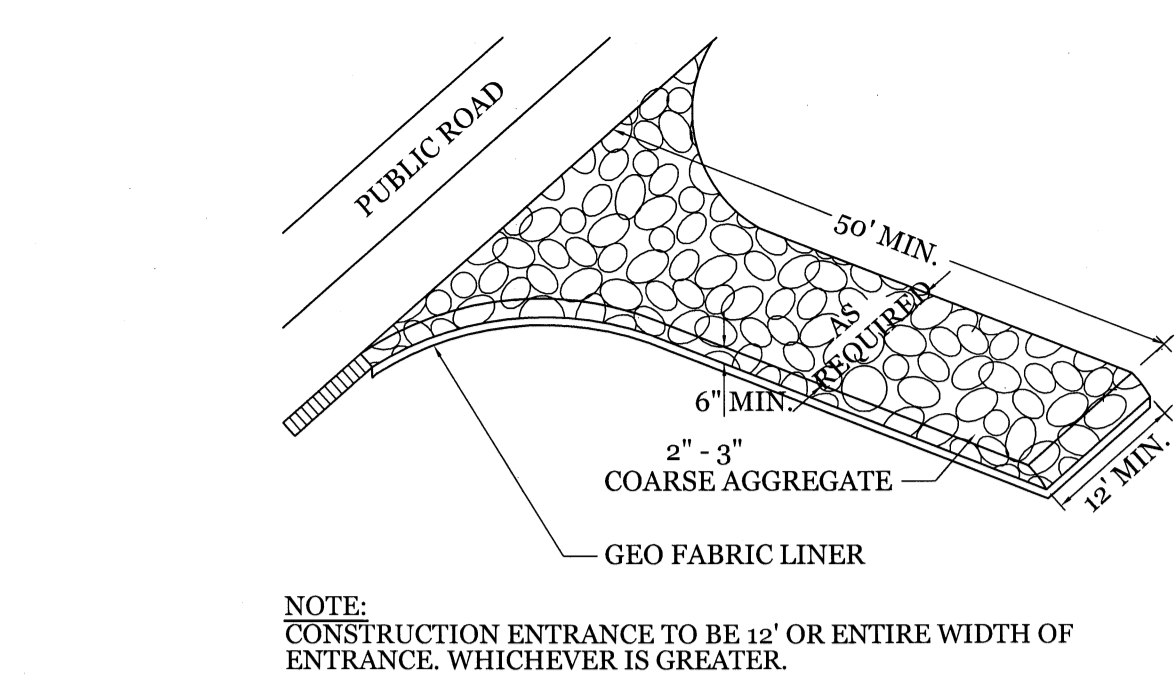 PUBLIC ROAD
50' MIN.
AS
REQUIRED
6" MIN.
2" - 3"
COARSE AGGREGATE
12' MIN.
GEO FABRIC LINER
NOTE:
CONSTRUCTION ENTRANCE TO BE 12' OR ENTIRE WIDTH OF
ENTRANCE. WHICHEVER IS GREATER.